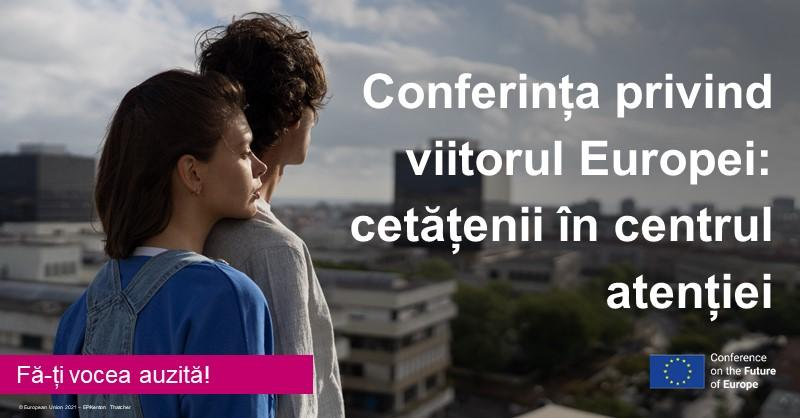 Conferința privind
viitorul Europei:
cetățenii în centrul
atenției
Fă-ți vocea auzită!
Conference
on the Future
of Europe
© European Union 2021 – EP/Kenton Thatcher